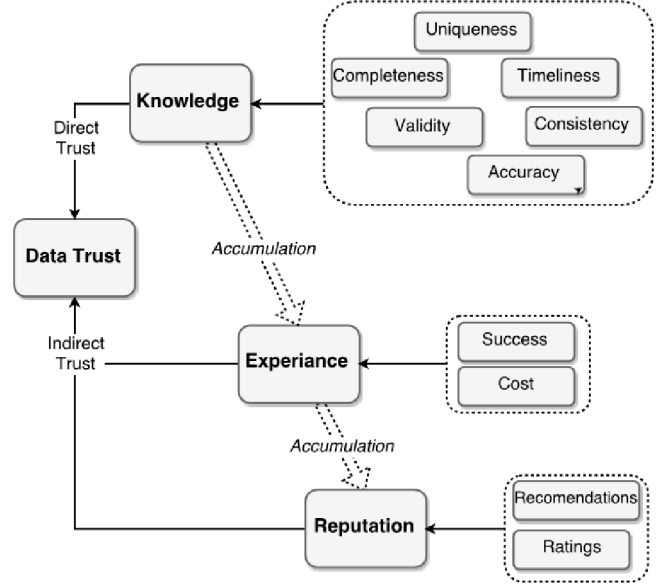 Uniqueness
Completeness
Timeliness
Knowledge
Validity
Consistency
Direct
Trust
Accuracy
Data Trust
Accumulation
Indirect
Trust
Experiance
Success
Cost
Accumulation
Reputation
Recomendations
Ratings